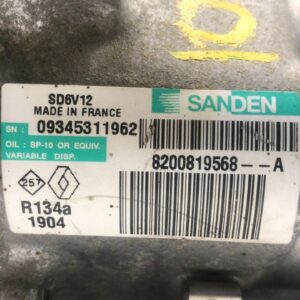 SD6V12
MADE IN FRANCE
SANDEN
SN: 09345311962
OIL: SP-10 OR EQUIV.
VARIABLE DISP.
8200819568--A
257
R134a
1904